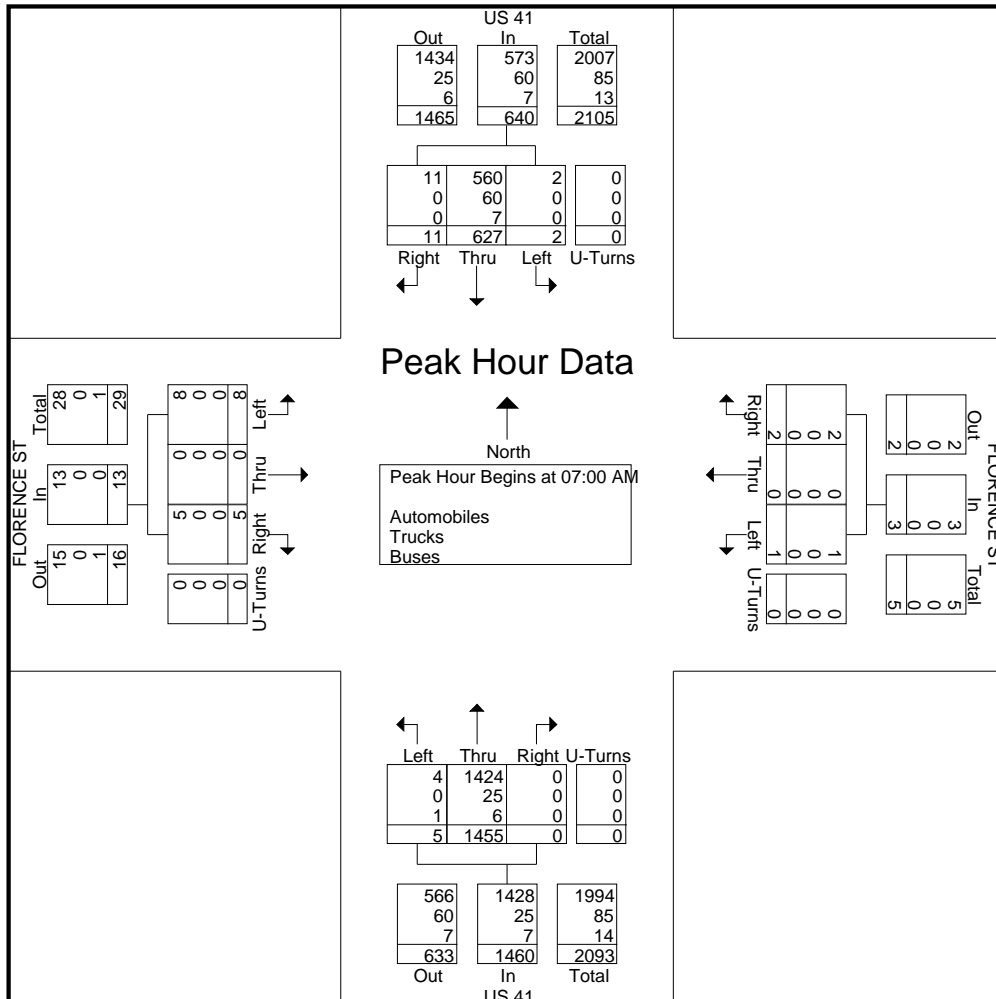 US 41
Out In Total
1434 573 2007
25 60 85
6 7 13
1465 640 2105
11 560 2 0
0 60 0 0
0 7 0 0
11 627 2 0
Right Thru Left U-Turns
Peak Hour Data
North
Peak Hour Begins at 07:00 AM
Automobiles
Trucks
Buses
FLORENCE ST
Out In Total
15 13 28
0 0 0
1 0 1
16 13 29
0 5 0 8
0 0 0 0
0 0 0 0
0 5 0 8
U-Turns Right Thru Left
FLORENCE ST
Out In Total
2 3 5
0 0 0
0 0 0
2 3 5
2 0 1 0
0 0 0 0
0 0 0 0
2 0 1 0
Right Thru Left U-Turns
Left Thru Right U-Turns
4 1424 0 0
0 25 0 0
1 6 0 0
5 1455 0 0
566 1428 1994
60 25 85
7 7 14
633 1460 2093
Out In Total
US 41